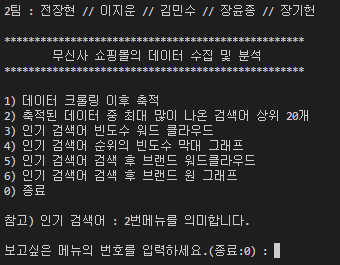 2팀 : 전장현 // 이지운 // 김민수 // 장윤종 // 장기헌
************************************************
무신사 쇼핑몰의 데이터 수집 및 분석
************************************************
1) 데이터 크롤링 이후 축적
2) 축적된 데이터 중 최대 많이 나온 검색어 상위 20개
3) 인기 검색어 빈도수 워드 클라우드
4) 인기 검색어 순위의 빈도수 막대 그래프
5) 인기 검색어 검색 후 브랜드 워드클라우드
6) 인기 검색어 검색 후 브랜드 원 그래프
0) 종료
참고) 인기 검색어 : 2번메뉴를 의미합니다.
보고싶은 메뉴의 번호를 입력하세요.(종료:0) :